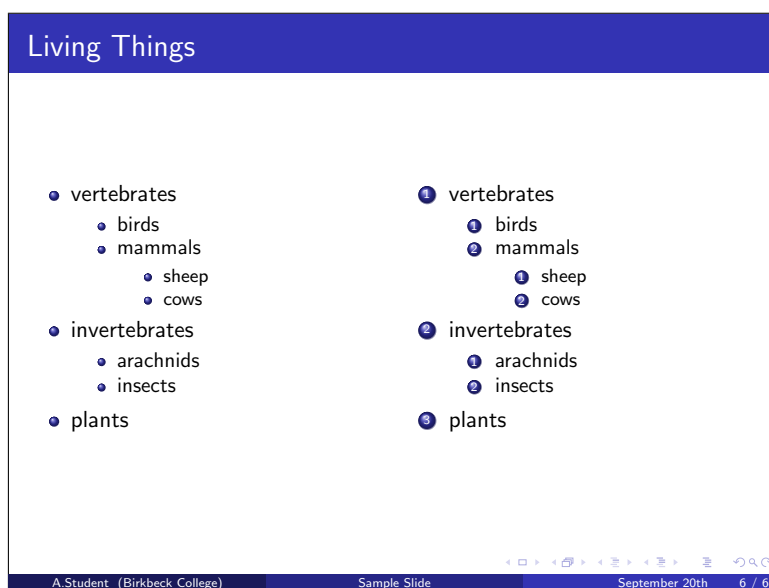 Living Things
vertebrates
birds
mammals
sheep
cows
invertebrates
arachnids
insects
plants
1 vertebrates
1 birds
2 mammals
1 sheep
2 cows
2 invertebrates
1 arachnids
2 insects
3 plants
A.Student (Birkbeck College) Sample Slide September 20th 6 / 6